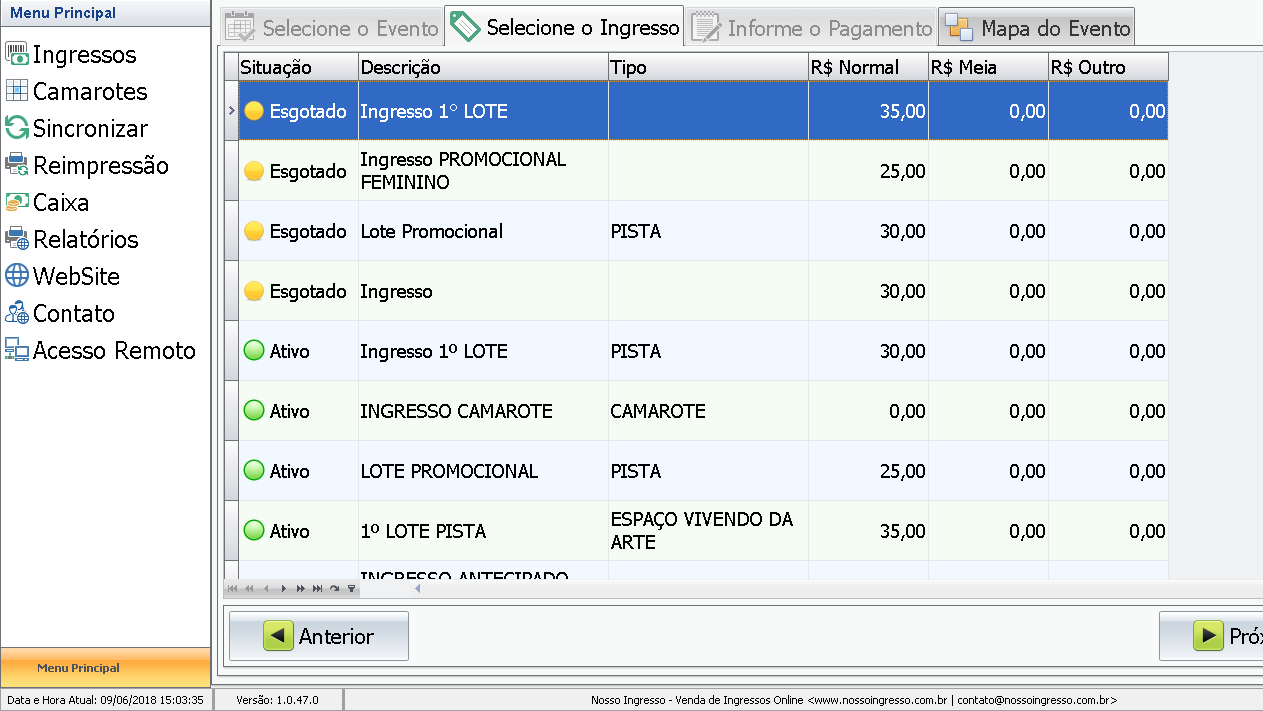 Menu Principal
Ingressos
Camarotes
Sincronizar
Reimpressão
Caixa
Relatórios
WebSite
Contato
Acesso Remoto
Selecione o Evento
Selecione o Ingresso
Informe o Pagamento
Mapa do Evento
Situação Descrição Tipo R$ Normal R$ Meia R$ Outro
Esgotado Ingresso 1° LOTE 35,00 0,00 0,00
Esgotado Ingresso PROMOCIONAL
FEMININO 25,00 0,00 0,00
Esgotado Lote Promocional PISTA 30,00 0,00 0,00
Esgotado Ingresso 30,00 0,00 0,00
Ativo Ingresso 1º LOTE PISTA 30,00 0,00 0,00
Ativo INGRESSO CAMAROTE CAMAROTE 0,00 0,00 0,00
Ativo LOTE PROMOCIONAL PISTA 25,00 0,00 0,00
Ativo 1º LOTE PISTA ESPAÇO VIVENDO DA
ARTE 35,00 0,00 0,00
INGRESSO ANTECIPADO
Anterior
Próx
Menu Principal
Data e Hora Atual: 09/06/2018 15:03:35
Versão: 1.0.47.0
Nosso Ingresso - Venda de Ingressos Online <www.nossoingresso.com.br | contato@nossoingresso.com.br>